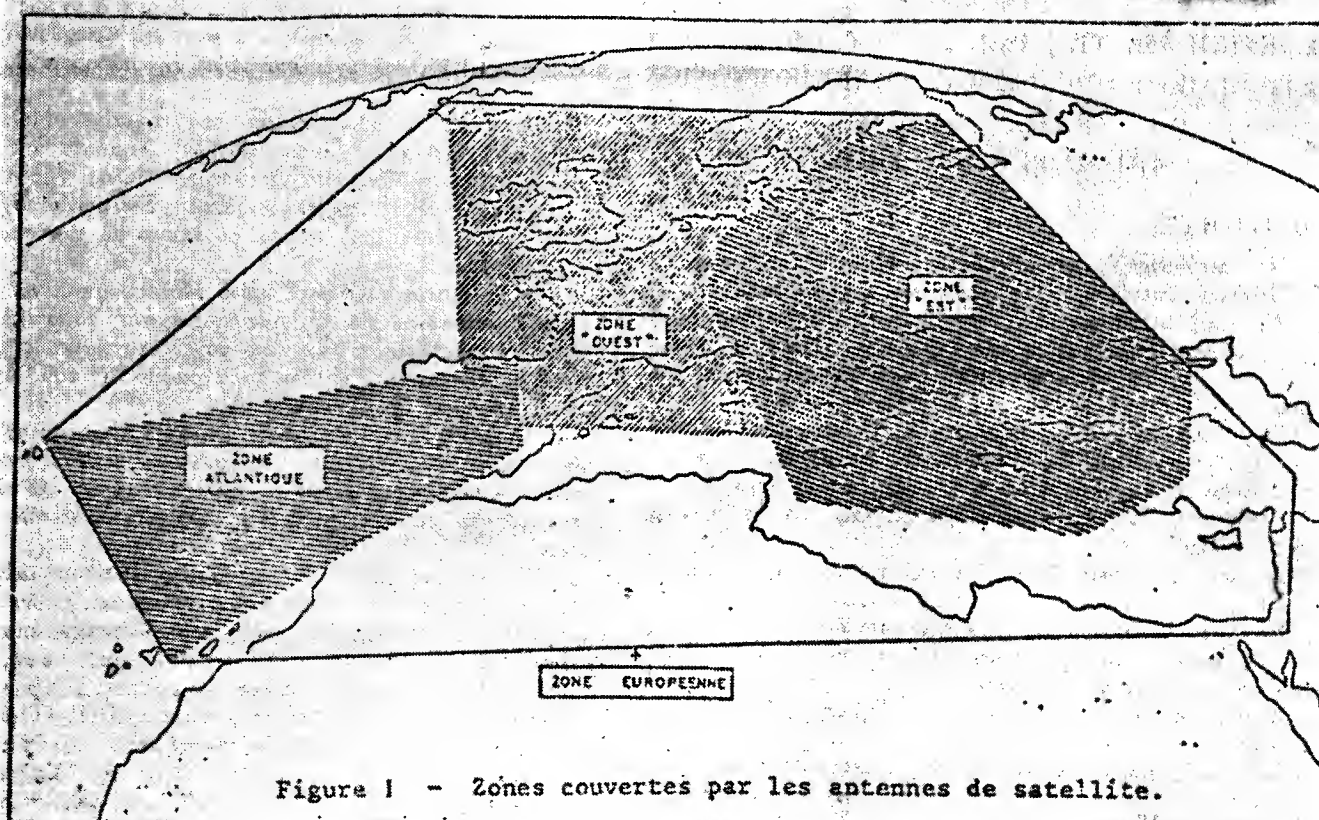 ZONE
"EST"
ZONE
"OUEST"
ZONE
ATLANTIQUE
ZONE EUROPEENNE
Figure 1 - Zones couvertes par les antennes de satellite.